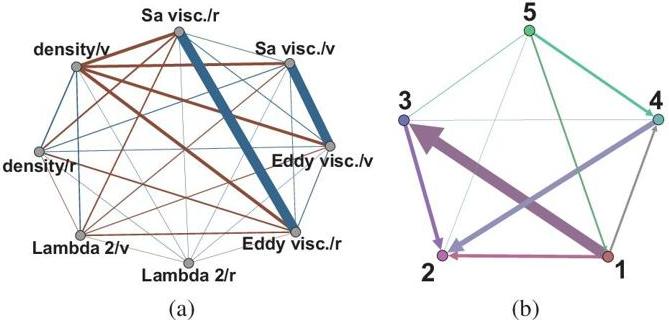 Sa visc./r
density/v
Sa visc./v
density/r
Eddy visc./v
Lambda 2/v
Eddy visc./r
Lambda 2/r
(a)
5
3
4
2
1
(b)